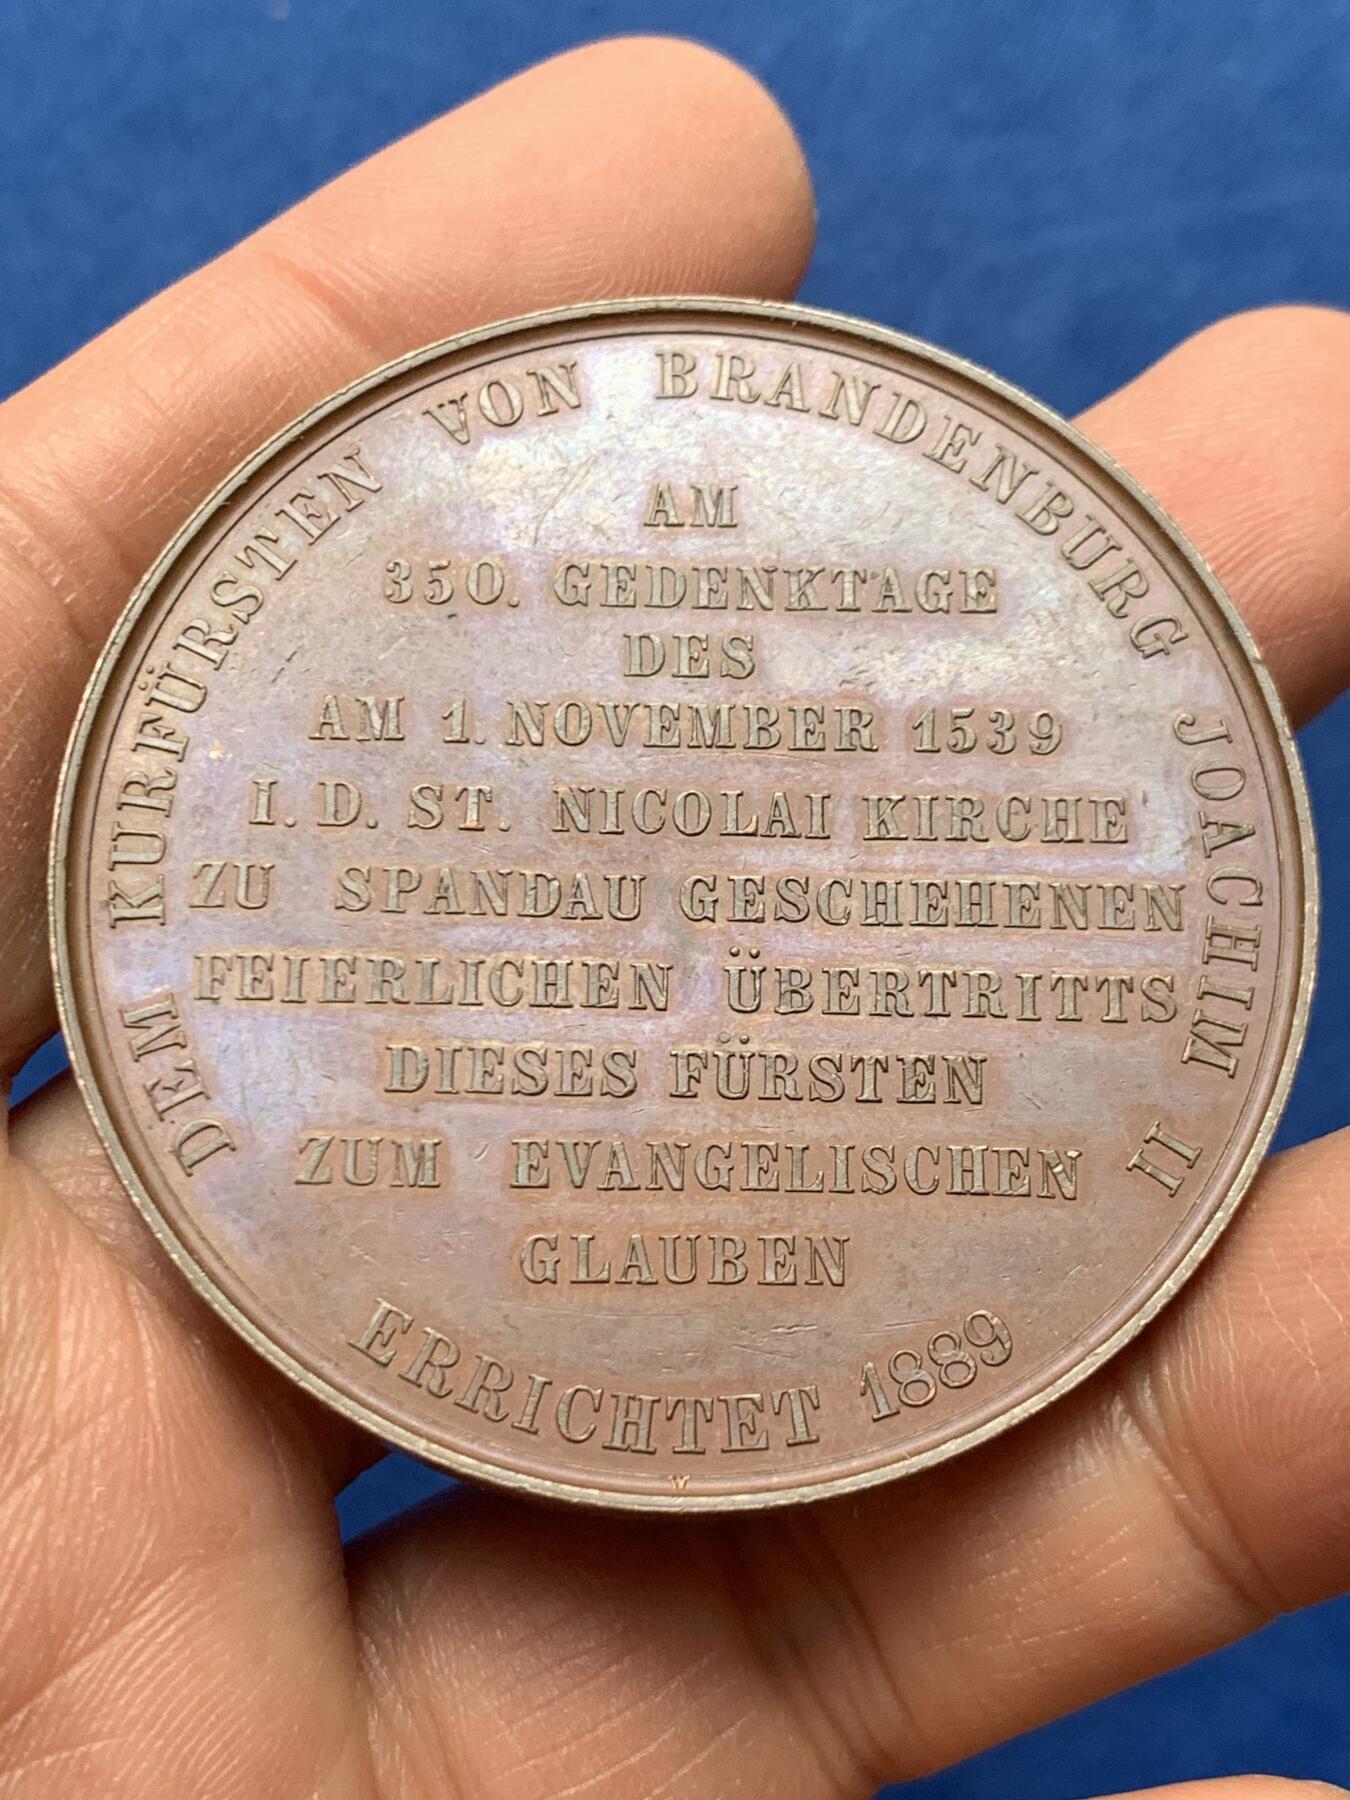 DEM KURFÜRSTEN VON BRANDENBURG JOACHIM II
AM
350. GEDENKTAGE
DES
AM 1. NOVEMBER 1539
I. D. ST. NICOLAI KIRCHE
ZU SPANDAU GESCHEHENEN
FEIERLICHEN ÜBERTRITTS
DIESES FÜRSTEN
ZUM EVANGELISCHEN
GLAUBEN
ERRICHTET 1889
W